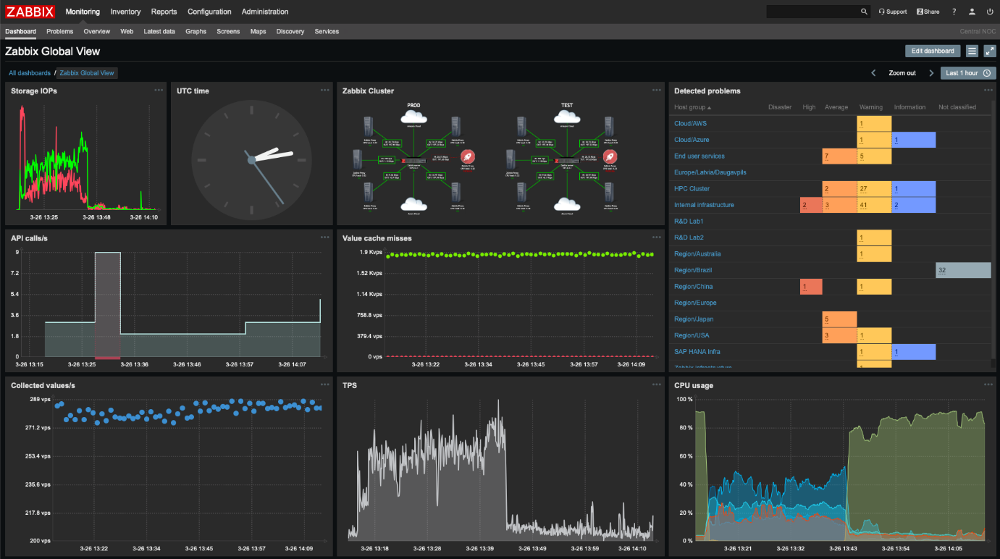 ZABBIX Monitoring Inventory Reports Configuration Administration Support Share ?
Dashboard Problems Overview Web Latest data Graphs Screens Maps Discovery Services Central NOC
Zabbix Global View Edit dashboard
All dashboards / Zabbix Global View Zoom out Last 1 hour
Storage IOPs
3-26 13:25 3-26 13:48 3-26 14:10
UTC time
Zabbix Cluster
PROD TEST
Detected problems
Host group Disaster High Average Warning Information Not classified
Cloud/AWS 1
Cloud/Azure 1 1
End user services 7 5
Europe/Latvia/Daugavpils
HPC Cluster 2 27 1
Internal infrastructure 2 3 41 2
R&D Lab1
R&D Lab2 1
Region/Australia 1
Region/Brazil 32
Region/China 1 1
Region/Europe
Region/Japan 5
Region/USA 3 1
SAP HANA Infra 1 1
API calls/s
9
7.2
5.4
3.6
1.8
0
3-26 13:15 3-26 13:25 3-26 13:36 3-26 13:46 3-26 13:57 3-26 14:07
Value cache misses
1.9 Kvps
1.52 Kvps
1.14 Kvps
758.8 vps
379.4 vps
0 vps
3-26 13:22 3-26 13:34 3-26 13:45 3-26 13:57 3-26 14:09
Collected values/s
289 vps
271.2 vps
253.4 vps
235.6 vps
217.8 vps
200 vps
3-26 13:22 3-26 13:34 3-26 13:45 3-26 13:57 3-26 14:09
TPS
3-26 13:18 3-26 13:28 3-26 13:39 3-26 13:49 3-26 13:59 3-26 14:10
CPU usage
100 %
80 %
60 %
40 %
20 %
0 %
3-26 13:21 3-26 13:32 3-26 13:43 3-26 13:54 3-26 14:05